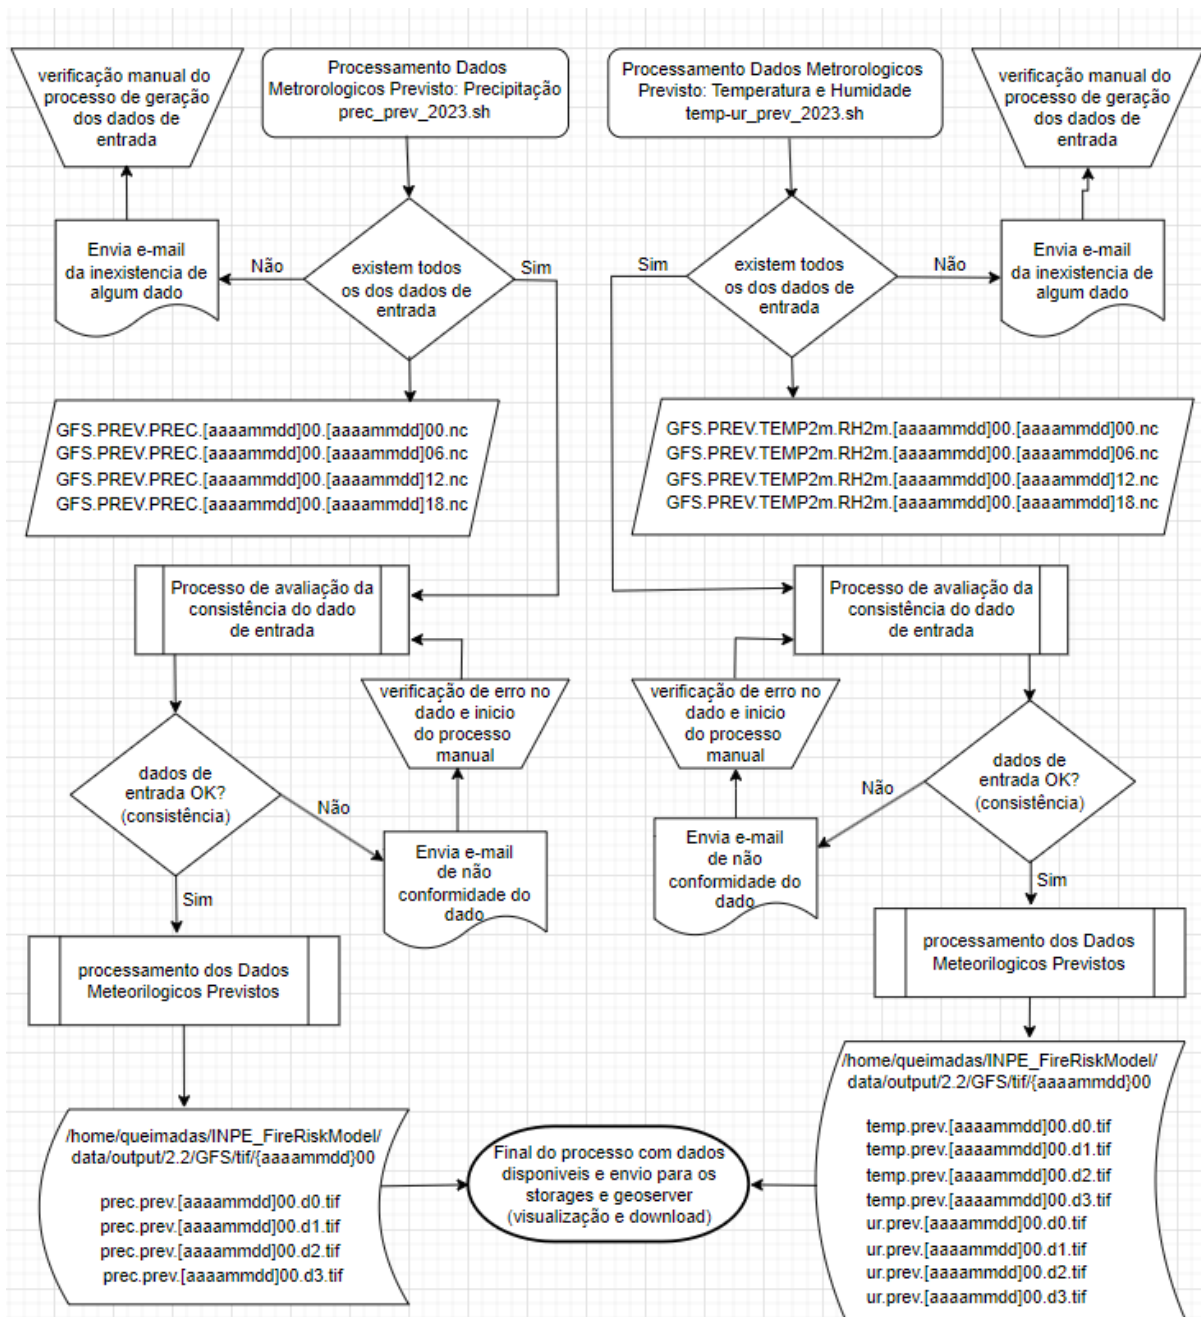 verificação manual do
processo de geração
dos dados de
entrada
Processamento Dados
Metrorologicos Previsto: Precipitação
prec_prev_2023.sh
Processamento Dados Metrorologicos
Previsto: Temperatura e Humidade
temp-ur_prev_2023.sh
verificação manual do
processo de geração
dos dados de
entrada
Envia e-mail
da inexistencia de
algum dado
Não
existem todos
os dos dados de
entrada
Sim
Sim
existem todos
os dos dados de
entrada
Não
Envia e-mail
da inexistencia de
algum dado
GFS.PREV.PREC.[aaaammdd]00.[aaaammdd]00.nc
GFS.PREV.PREC.[aaaammdd]00.[aaaammdd]06.nc
GFS.PREV.PREC.[aaaammdd]00.[aaaammdd]12.nc
GFS.PREV.PREC.[aaaammdd]00.[aaaammdd]18.nc
GFS.PREV.TEMP2m.RH2m.[aaaammdd]00.[aaaammdd]00.nc
GFS.PREV.TEMP2m.RH2m.[aaaammdd]00.[aaaammdd]06.nc
GFS.PREV.TEMP2m.RH2m.[aaaammdd]00.[aaaammdd]12.nc
GFS.PREV.TEMP2m.RH2m.[aaaammdd]00.[aaaammdd]18.nc
Processo de avaliação da
consistência do dado
de entrada
Processo de avaliação da
consistência do dado
de entrada
verificação de erro no
dado e inicio
do processo
manual
verificação de erro no
dado e inicio
do processo
manual
dados de
entrada OK?
(consistência)
Não
Sim
Envia e-mail
de não
conformidade do
dado
Envia e-mail
de não
conformidade do
dado
Não
dados de
entrada OK?
(consistência)
Sim
processamento dos Dados
Meteorilogicos Previstos
processamento dos Dados
Meteorilogicos Previstos
/home/queimadas/INPE_FireRiskModel/
data/output/2.2/GFS/tif/{aaaammdd}00
prec.prev.[aaaammdd]00.d0.tif
prec.prev.[aaaammdd]00.d1.tif
prec.prev.[aaaammdd]00.d2.tif
prec.prev.[aaaammdd]00.d3.tif
Final do processo com dados
disponiveis e envio para os
storages e geoserver
(visualização e download)
/home/queimadas/INPE_FireRiskModel/
data/output/2.2/GFS/tif/{aaaammdd}00
temp.prev.[aaaammdd]00.d0.tif
temp.prev.[aaaammdd]00.d1.tif
temp.prev.[aaaammdd]00.d2.tif
temp.prev.[aaaammdd]00.d3.tif
ur.prev.[aaaammdd]00.d0.tif
ur.prev.[aaaammdd]00.d1.tif
ur.prev.[aaaammdd]00.d2.tif
ur.prev.[aaaammdd]00.d3.tif